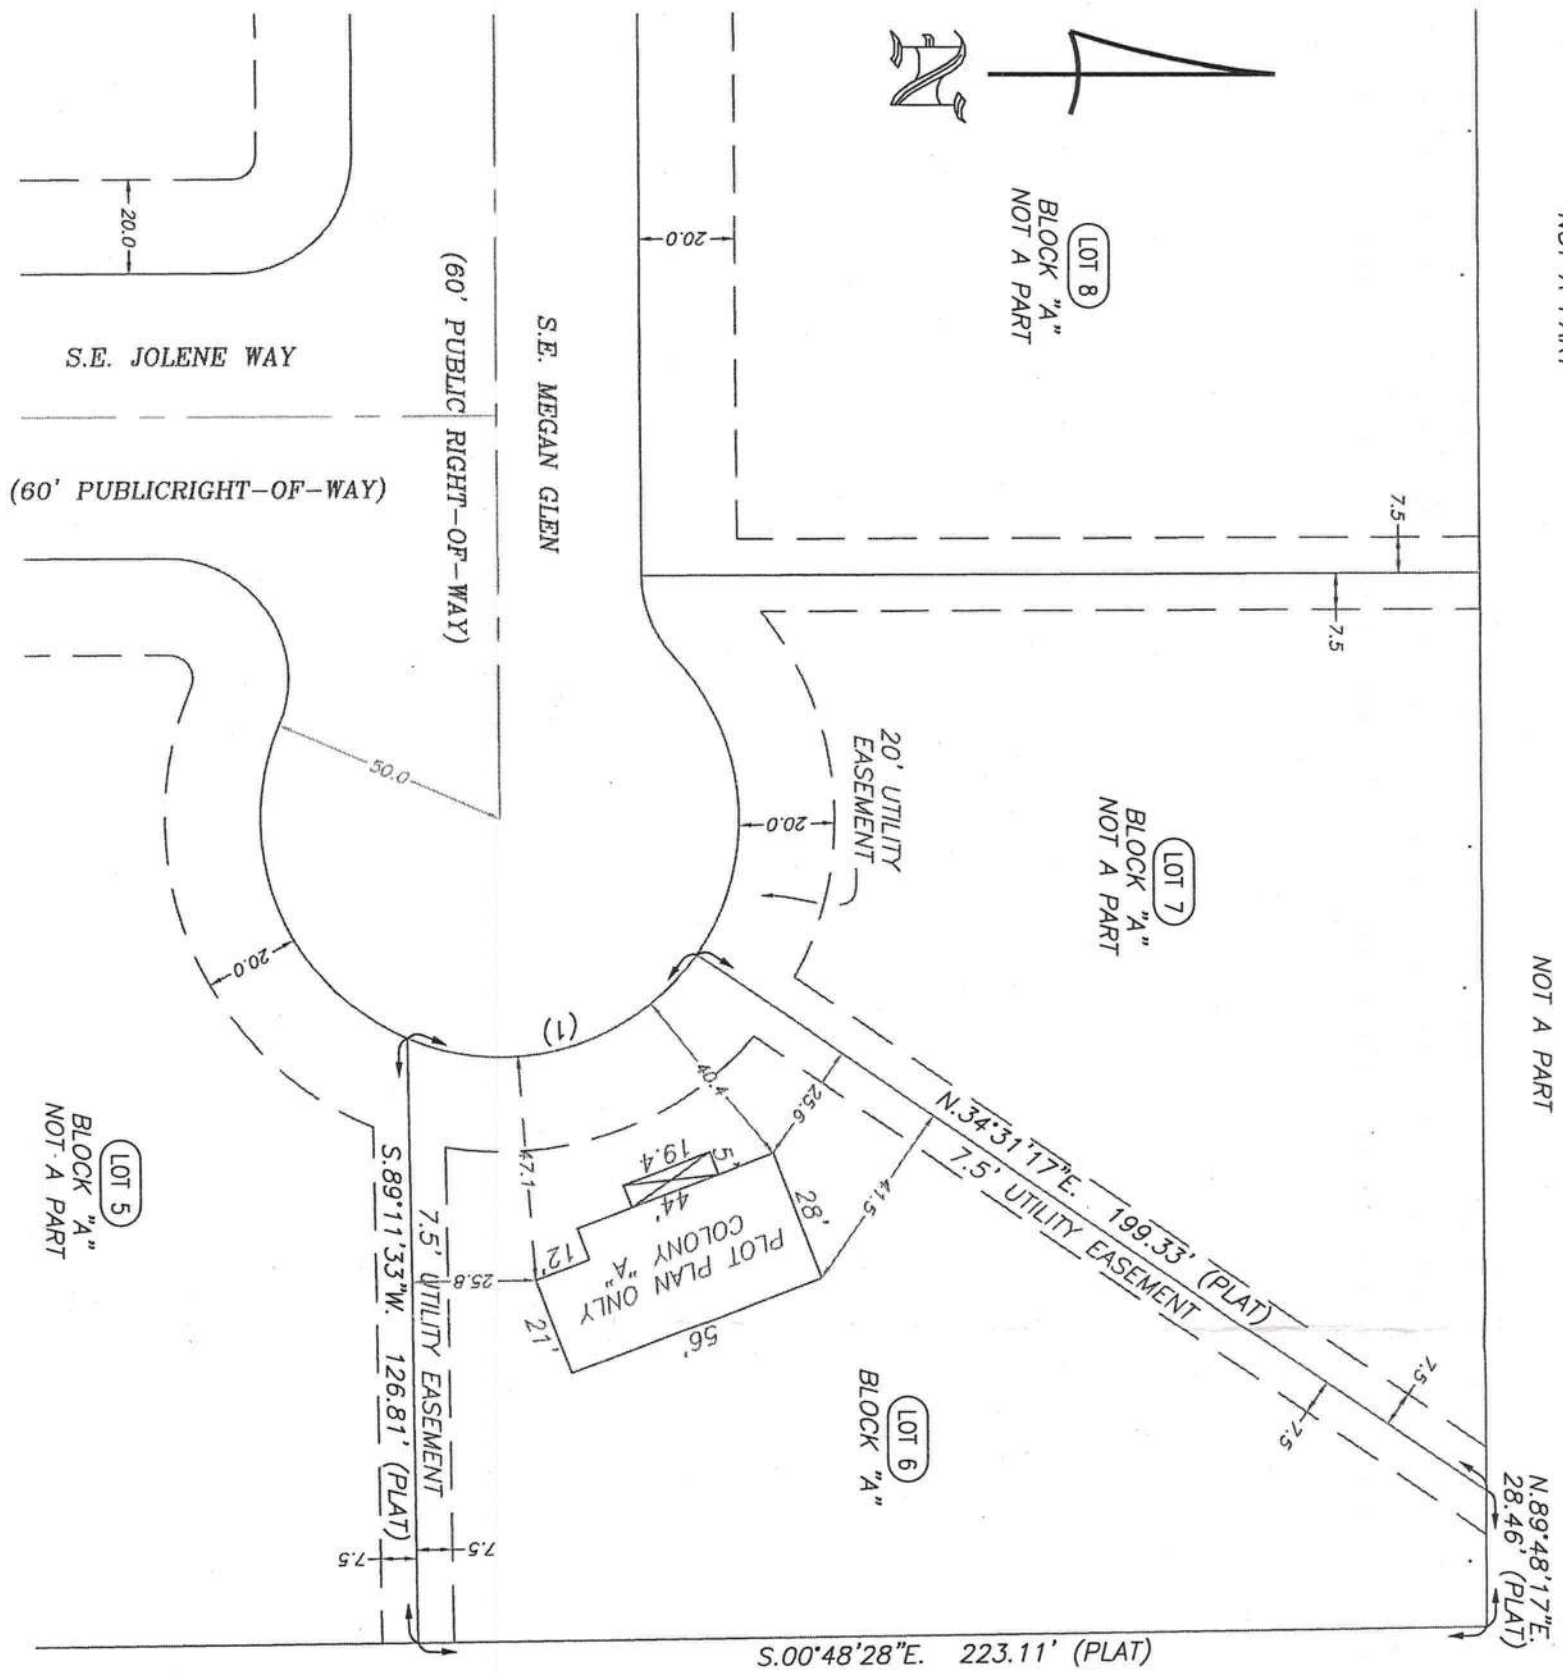 N
20.0
S.E. JOLENE WAY
(60' PUBLICRIGHT-OF-WAY)
(60' PUBLIC RIGHT-OF-WAY)
S.E. MEGAN GLEN
20.0
LOT 8
BLOCK "A"
NOT A PART
NOT A PART
7.5
7.5
50.0
20' UTILITY
EASEMENT
20.0
20.0
LOT 7
BLOCK "A"
NOT A PART
NOT A PART
(1)
40.4
25.6
41.5
47.1
25.8
19.4
5'
44'
28'
12'
21'
56'
PLOT PLAN ONLY
COLONY "A"
N.34°31'17"E. 199.33' (PLAT)
7.5' UTILITY EASEMENT
7.5
7.5
LOT 5
BLOCK "A"
NOT A PART
S.89°11'33"W. 126.81' (PLAT)
7.5' UTILITY EASEMENT
7.5
7.5
LOT 6
BLOCK "A"
N.89°48'17"E.
28.46' (PLAT)
S.00°48'28"E. 223.11' (PLAT)